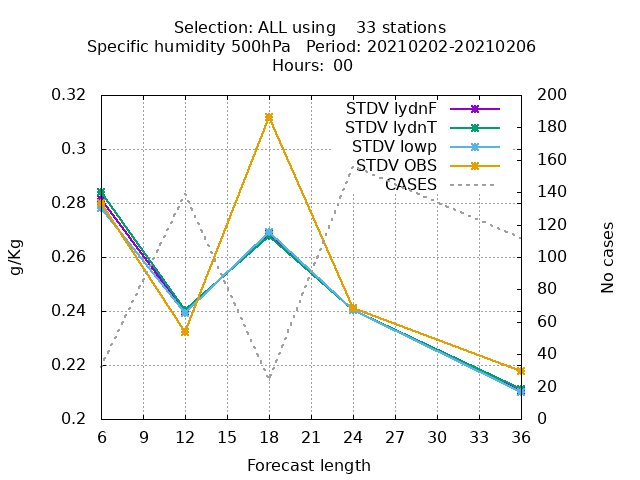 Selection: ALL using    33 stations
Specific humidity 500hPa   Period: 20210202-20210206
Hours:  00
0.32
0.3
0.28
0.26
0.24
0.22
0.2
g/Kg
STDV lydnF
STDV lydnT
STDV lowp
STDV OBS
CASES
200
180
160
140
120
100
80
60
40
20
0
No cases
6 9 12 15 18 21 24 27 30 33 36
Forecast length